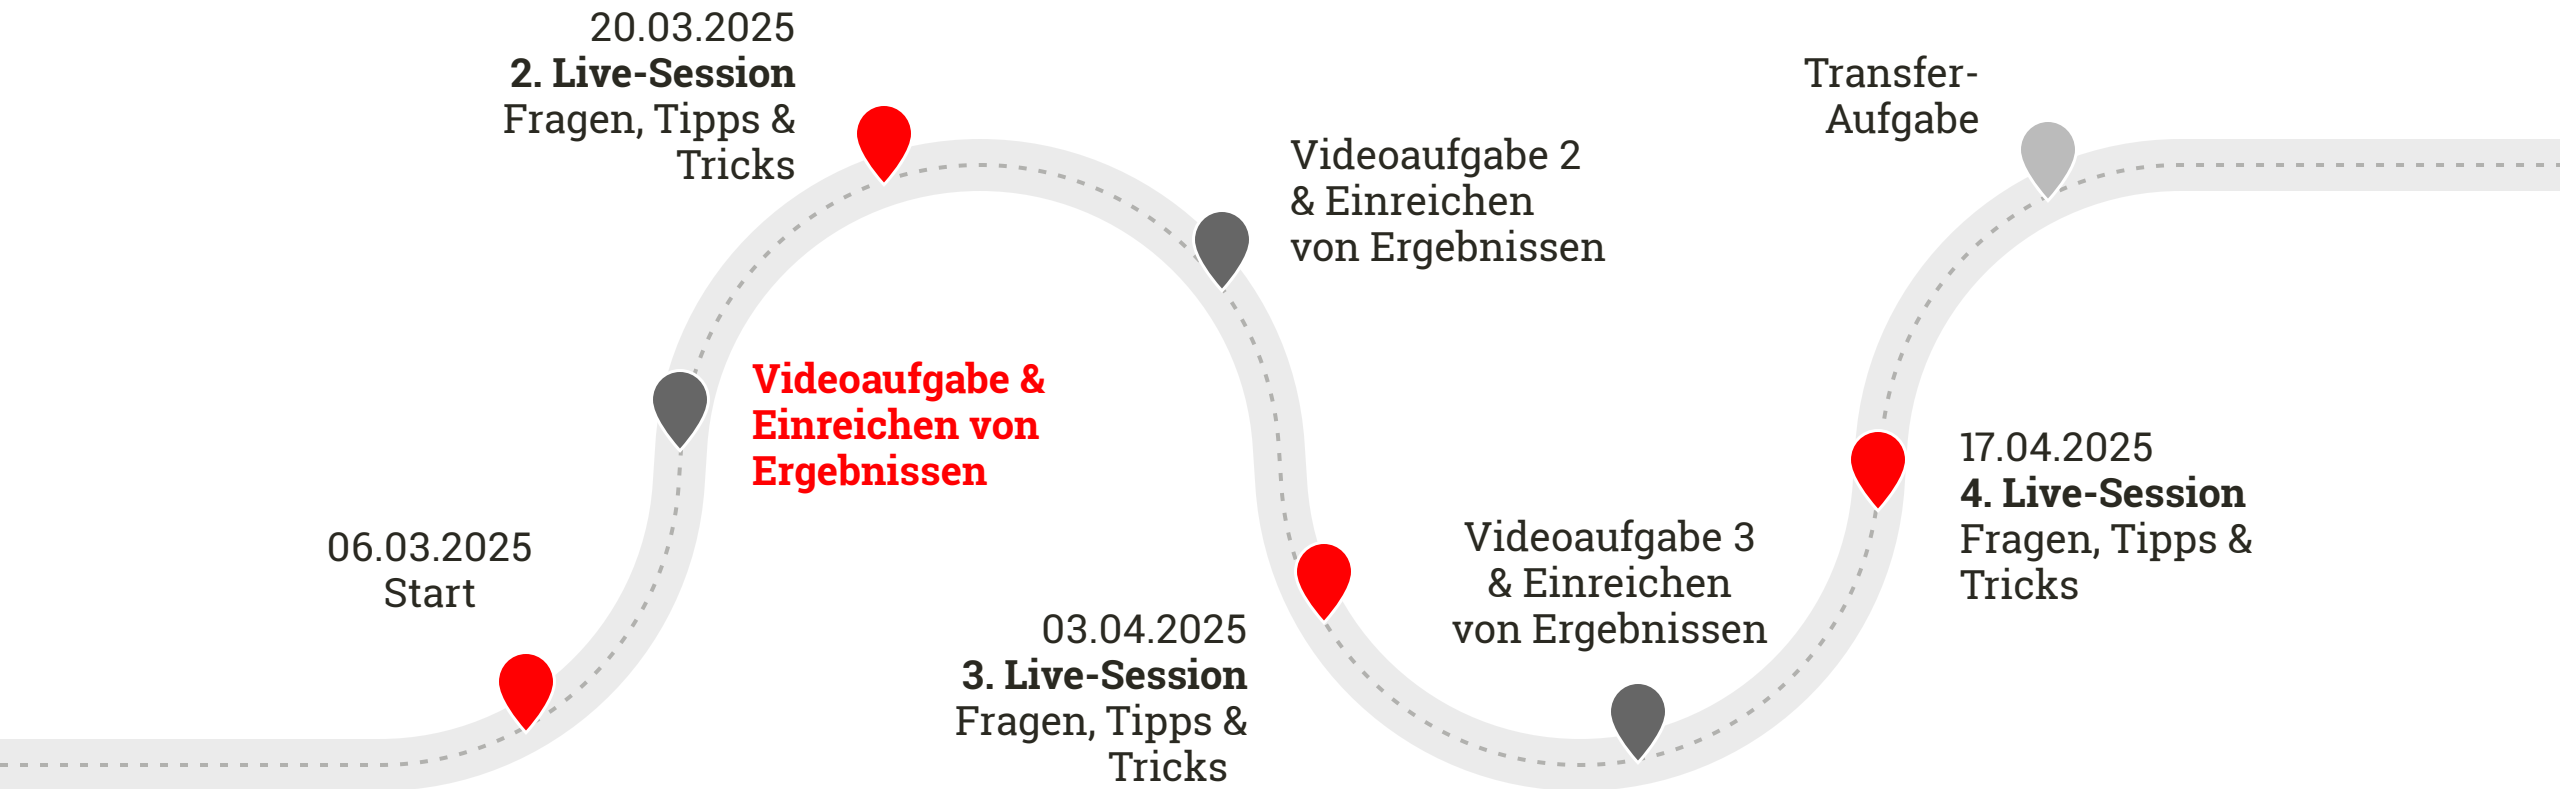 06.03.2025
Start
Videoaufgabe &
Einreichen von
Ergebnissen
20.03.2025
2. Live-Session
Fragen, Tipps &
Tricks
Videoaufgabe 2
& Einreichen
von Ergebnissen
03.04.2025
3. Live-Session
Fragen, Tipps &
Tricks
Videoaufgabe 3
& Einreichen
von Ergebnissen
17.04.2025
4. Live-Session
Fragen, Tipps &
Tricks
Transfer-
Aufgabe